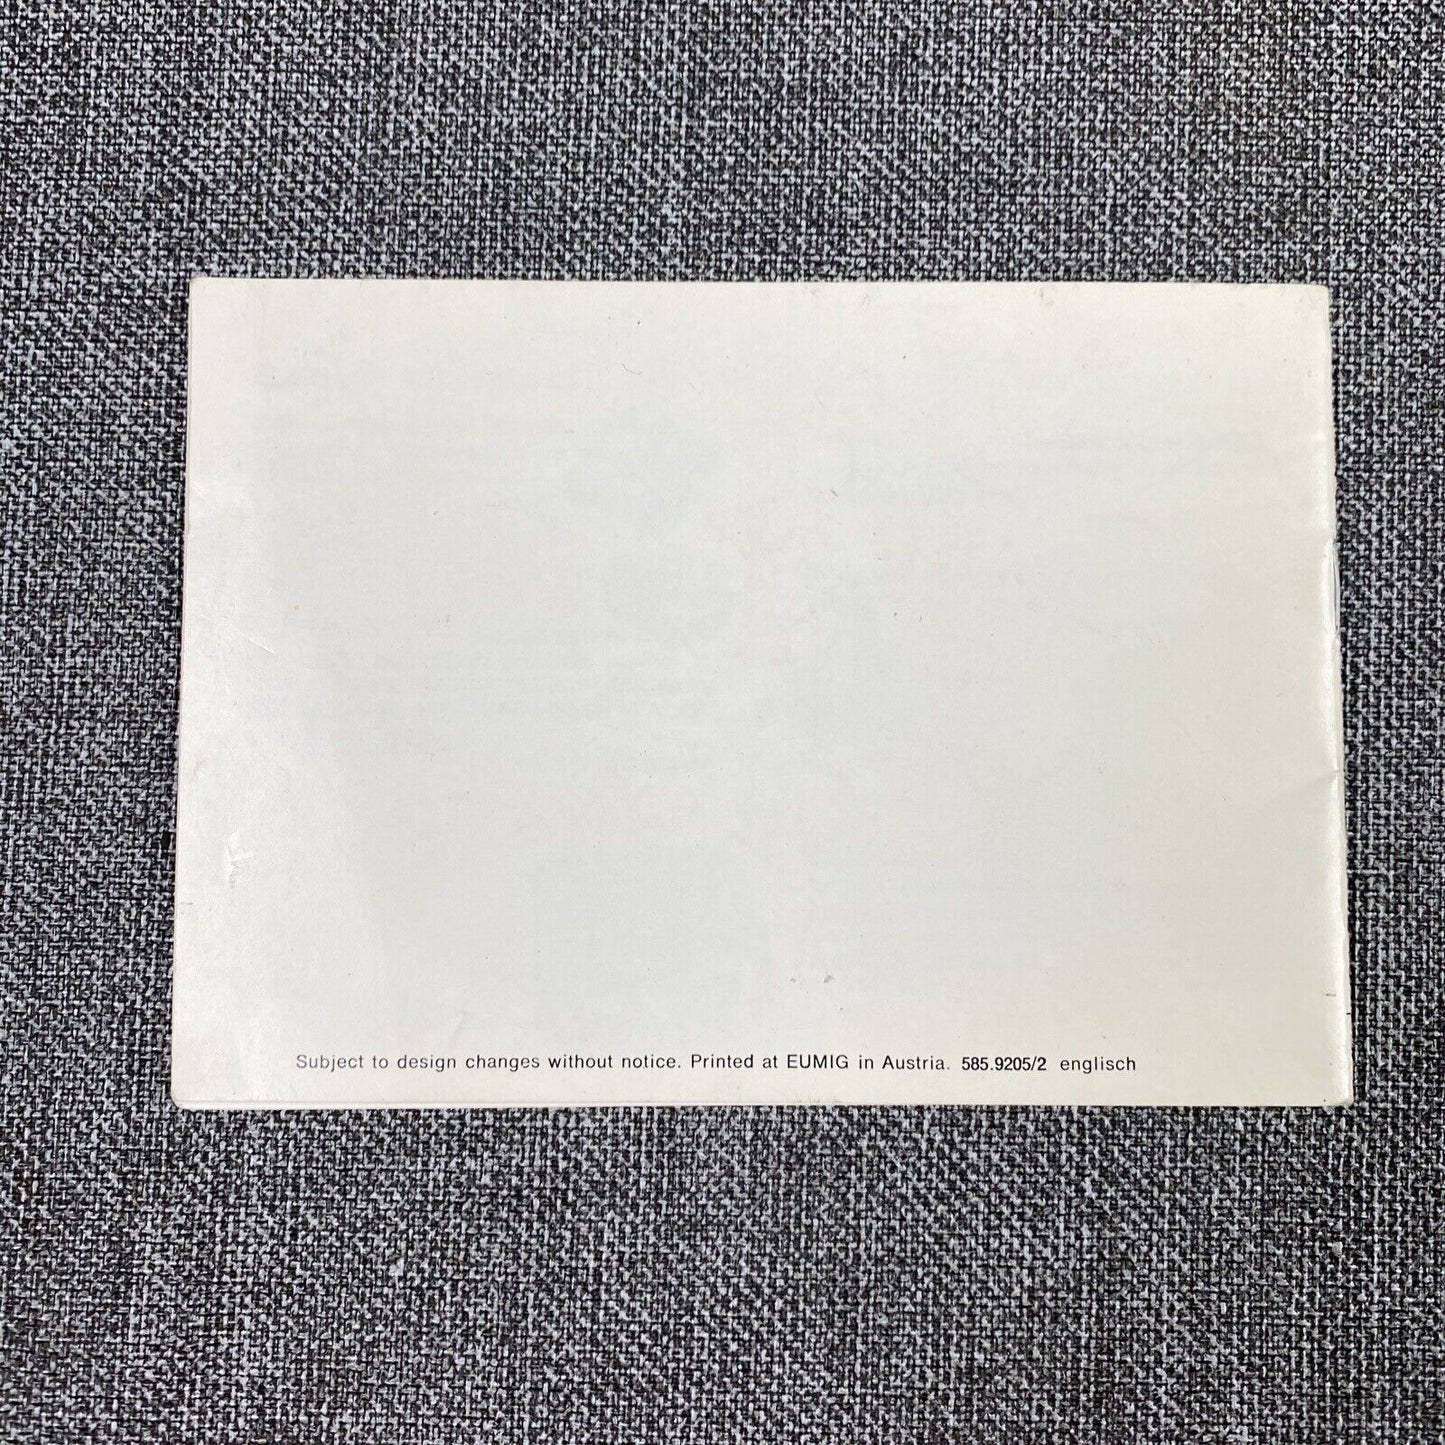 Subject to design changes without notice. Printed at EUMIG in Austria. 585.9205/2 englisch